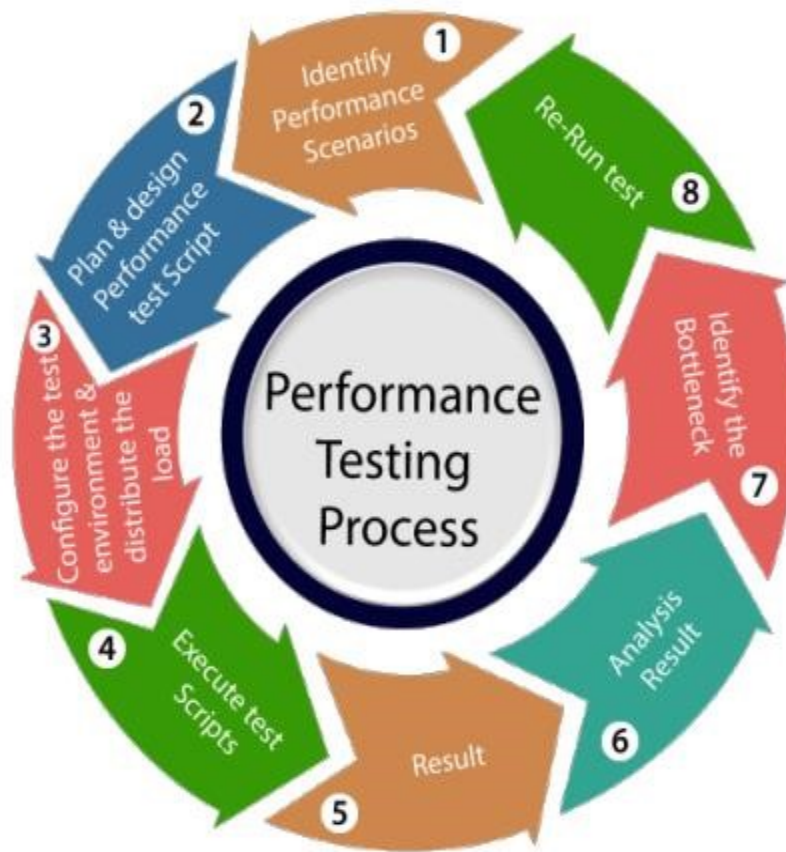 Performance
Testing
Process
1
Identify
Performance
Scenarios
2
Plan & design
Performance
test Script
3
Configure the test
environment &
distribute the
load
4
Execute test
Scripts
5
Result
6
Analysis
Result
7
Identify the
Bottleneck
8
Re-Run test